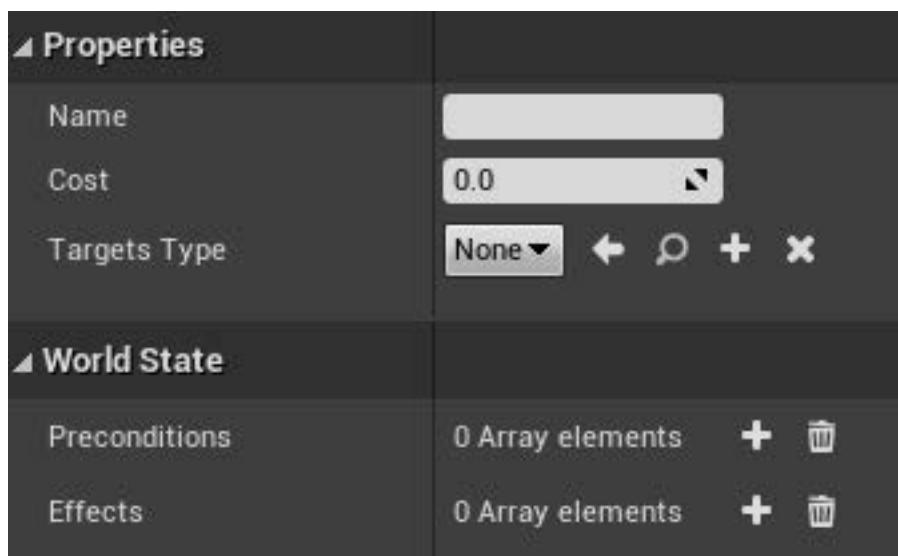 Properties
Name
Cost 0.0
Targets Type None
World State
Preconditions 0 Array elements
Effects 0 Array elements